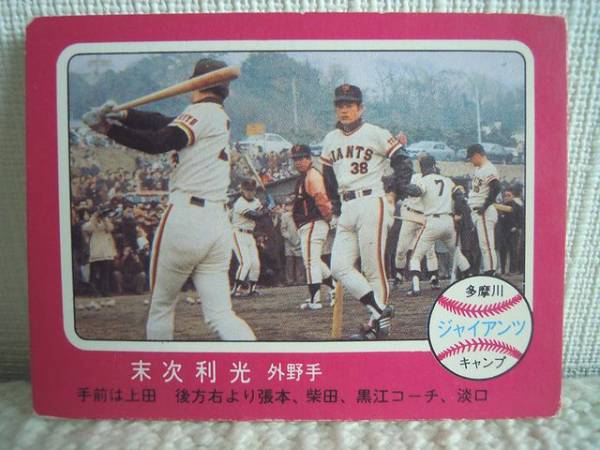 GIANTS
38
7
多摩川
ジャイアンツ
キャンプ
末次利光 外野手
手前は上田 後方右より張本、柴田、黒江コーチ、淡口